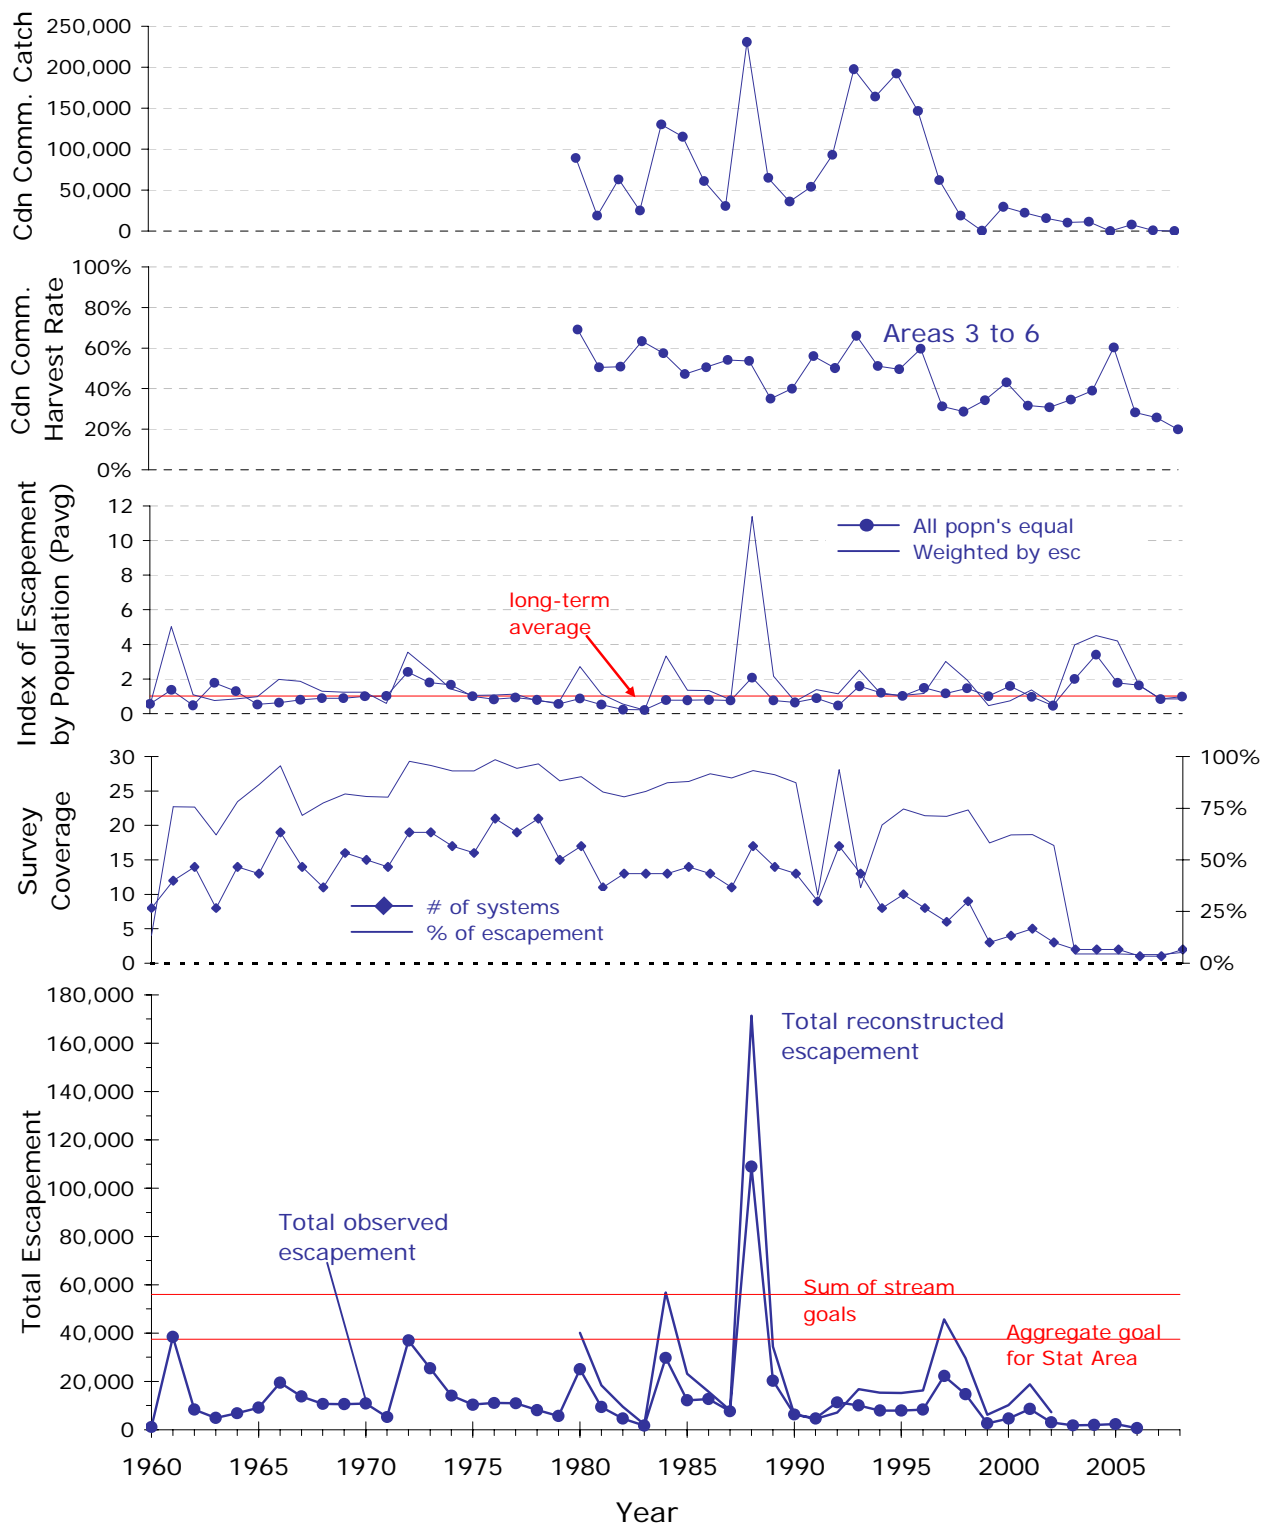 Cdn Comm. Catch
250,000
200,000
150,000
100,000
50,000
0
Cdn Comm.
Harvest Rate
100%
80%
60%
40%
20%
0%
Areas 3 to 6
Index of Escapement
by Population (Pavg)
12
10
8
6
4
2
0
All popn's equal
Weighted by esc
long-term
average
Survey
Coverage
30
25
20
15
10
5
0
100%
75%
50%
25%
0%
# of systems
% of escapement
Total Escapement
180,000
160,000
140,000
120,000
100,000
80,000
60,000
40,000
20,000
0
Total reconstructed
escapement
Total observed
escapement
Sum of stream
goals
Aggregate goal
for Stat Area
1960 1965 1970 1975 1980 1985 1990 1995 2000 2005
Year